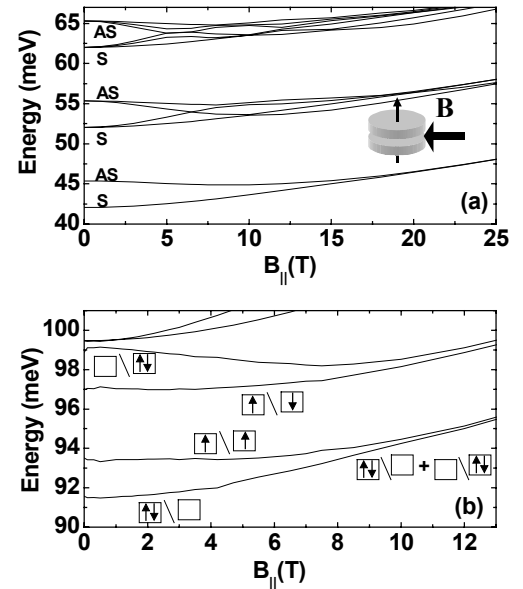 65
AS
S
60
Energy (meV)
55
AS
S
B
50
45
AS
S
(a)
40
0 5 10 15 20 25
B||(T)
100
98
Energy (meV)
96
94
92
+
(b)
90
0 2 4 6 8 10 12
B||(T)